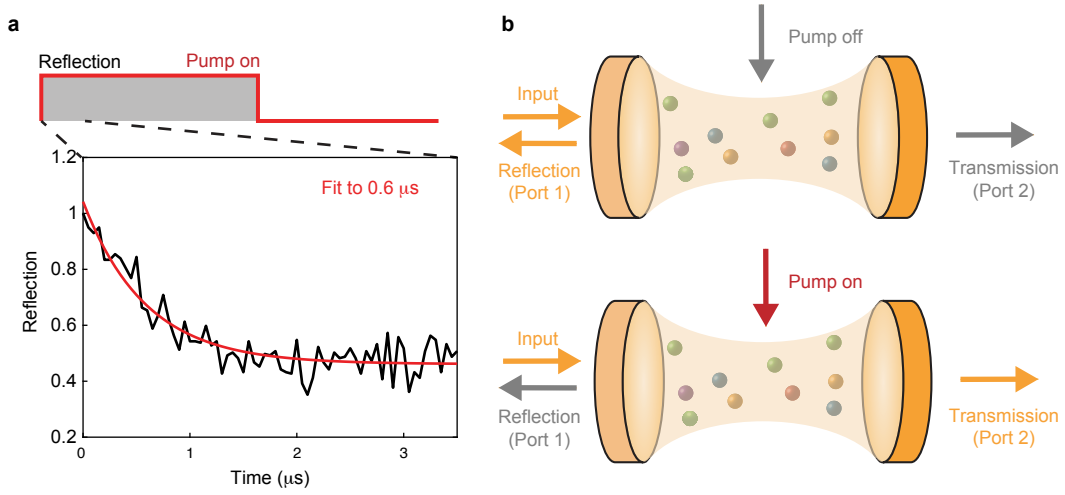 a
Reflection
Pump on
1.2
1
0.8
0.6
0.4
0.2
Reflection
Fit to 0.6 μs
0
1
2
3
Time (μs)
b
Pump off
Input
Reflection
(Port 1)
Transmission
(Port 2)
Pump on
Input
Reflection
(Port 1)
Transmission
(Port 2)